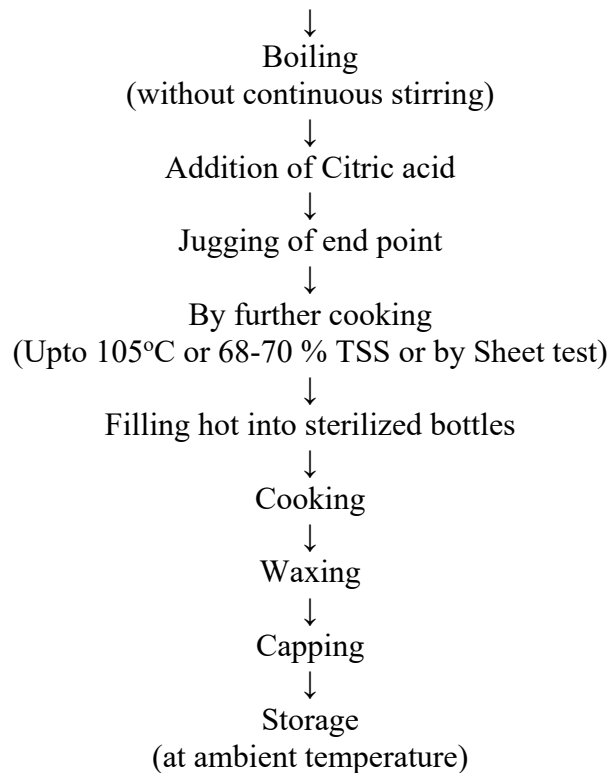 ↓
Boiling
(without continuous stirring)
↓
Addition of Citric acid
↓
Jugging of end point
↓
By further cooking
(Upto 105ºC or 68-70 % TSS or by Sheet test)
↓
Filling hot into sterilized bottles
↓
Cooking
↓
Waxing
↓
Capping
↓
Storage
(at ambient temperature)